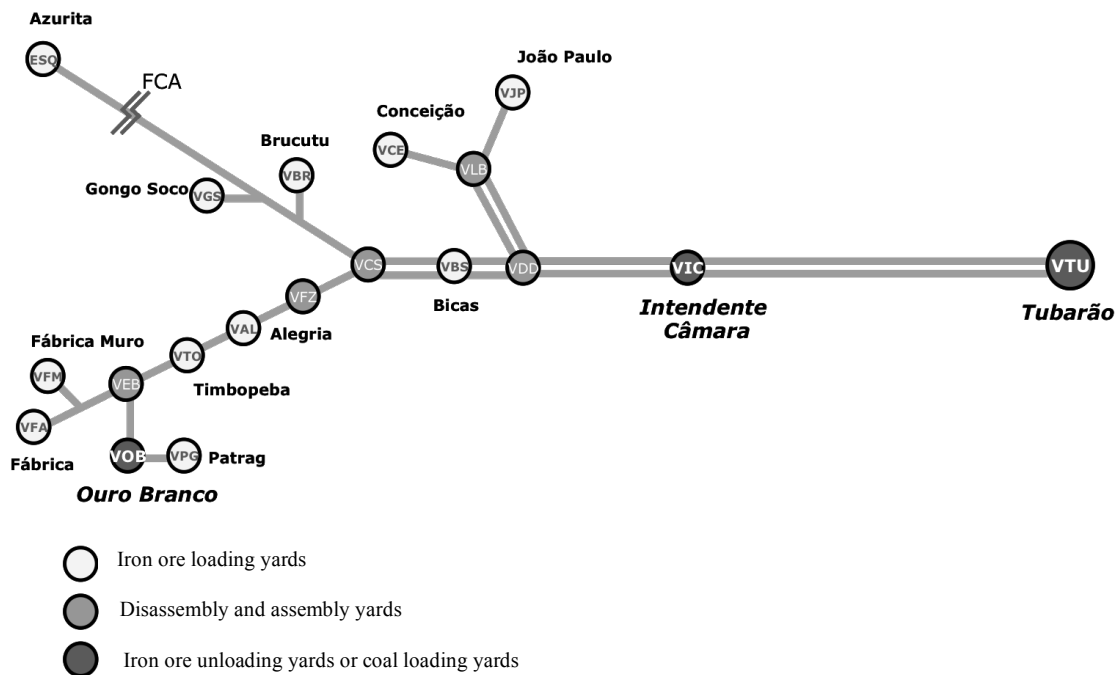 Azurita
ESQ
FCA
João Paulo
VJP
Conceição
VCE
Brucutu
VBR
VLB
Gongo Soco
VGS
VCS
VBS
VDD
VIC
VTU
Bicas
Intendente
Câmara
Tubarão
VFZ
VAL
Alegria
Fábrica Muro
VTO
VFM
VEB
Timbopeba
VFA
Fábrica
VOB
VPG
Patrag
Ouro Branco
Iron ore loading yards
Disassembly and assembly yards
Iron ore unloading yards or coal loading yards